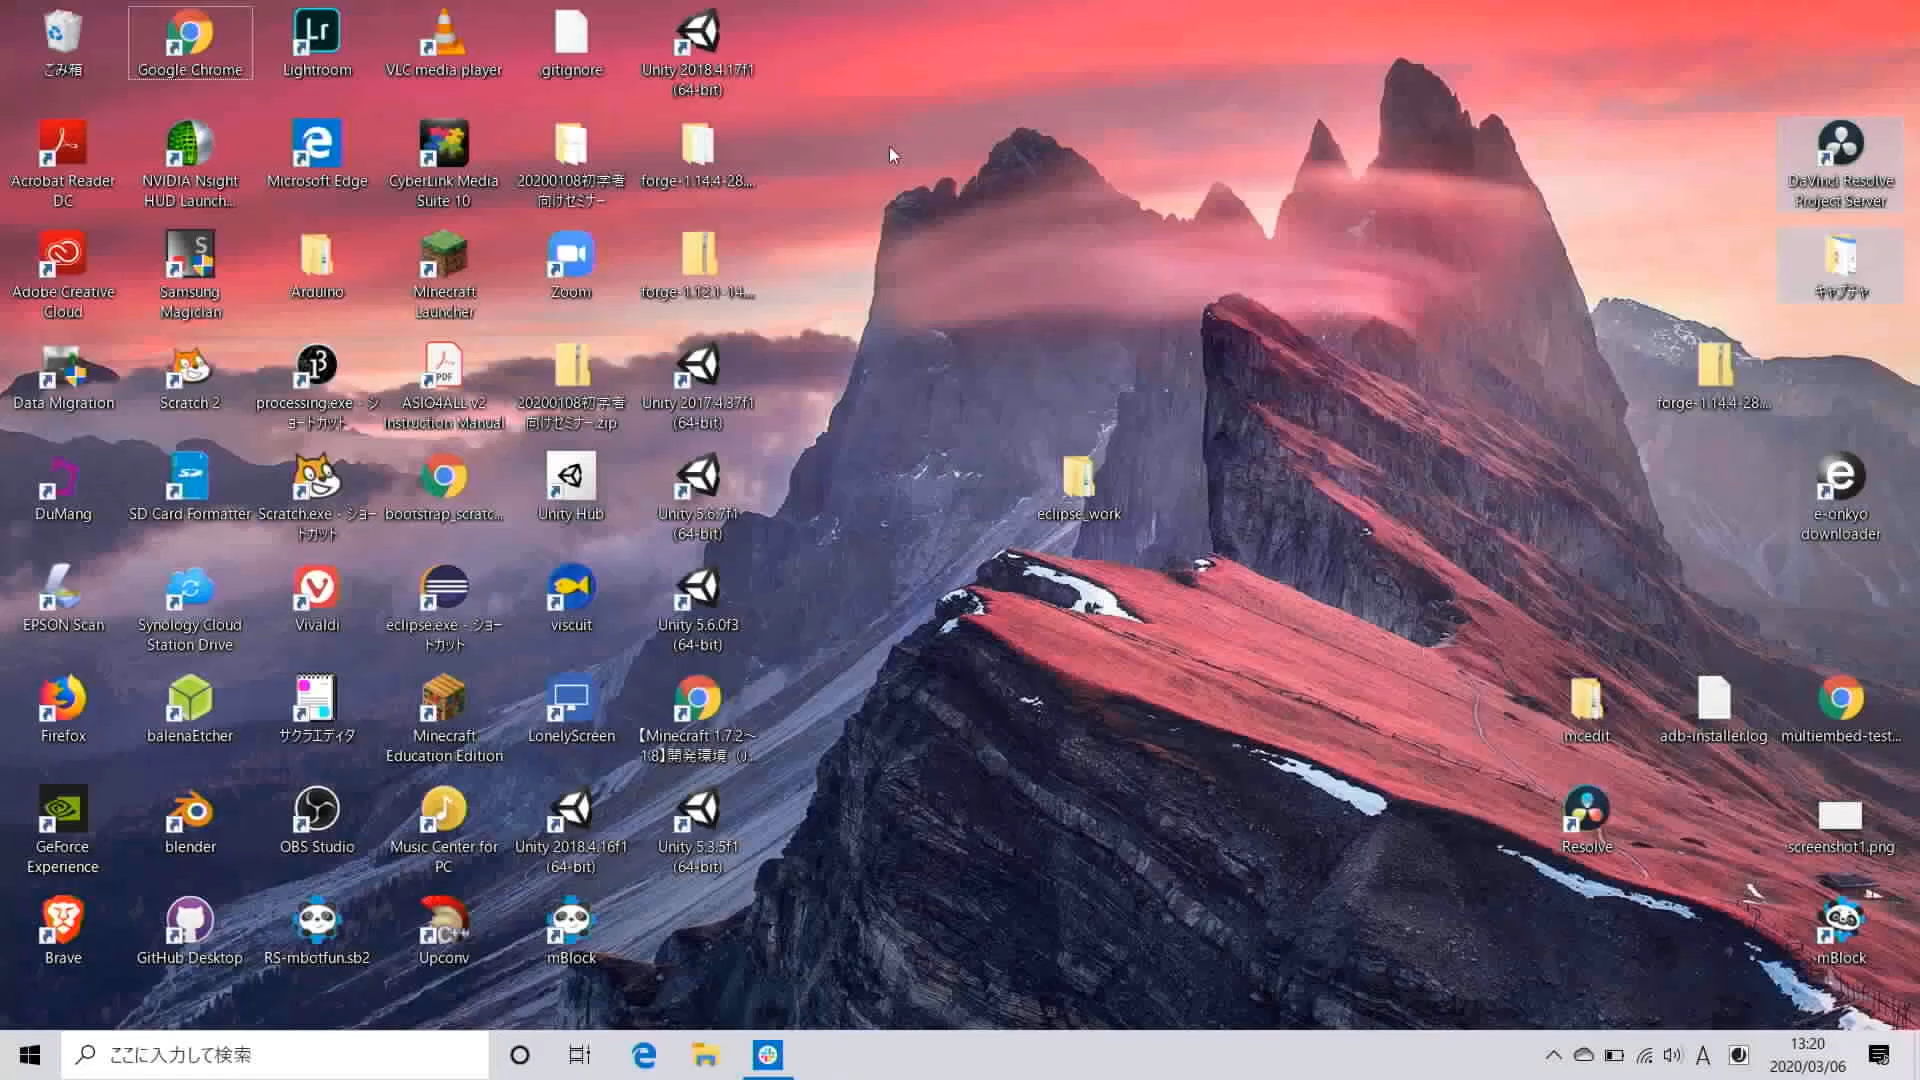 ごみ箱
Google Chrome
Lr
Lightroom
VLC media player
.gitignore
Unity 2018.4.17f1
(64-bit)
Acrobat Reader
DC
NVIDIA Nsight
HUD Launch...
Microsoft Edge
CyberLink Media
Suite 10
20200108初学者
向けセミナー
forge-1.14.4-28....
DaVinci Resolve
Project Server
Adobe Creative
Cloud
S
Samsung
Magician
Arduino
Minecraft
Launcher
Zoom
forge-1.12.1-14....
キャプチャ
Data Migration
Scratch 2
processing.exe - シ
ョートカット
PDF
ASIO4ALL v2
Instruction Manual
20200108初学者
向けセミナー.zip
Unity 2017.4.37f1
(64-bit)
forge-1.14.4-28....
DuMang
SD Card Formatter
Scratch.exe - ショー
トカット
bootstrap_scratc...
Unity Hub
Unity 5.6.7f1
(64-bit)
eclipse_work
e-onkyo
downloader
EPSON Scan
Synology Cloud
Station Drive
Vivaldi
eclipse.exe - ショー
トカット
viscuit
Unity 5.6.0f3
(64-bit)
Firefox
balenaEtcher
サクラエディタ
Minecraft
Education Edition
LonelyScreen
【Minecraft 1.7.2～
1.8】開発環境（J...
mcedit
adb-installer.log
multiembed-test...
GeForce
Experience
blender
OBS Studio
Music Center for
PC
Unity 2018.4.16f1
(64-bit)
Unity 5.3.5f1
(64-bit)
Resolve
screenshot1.png
Brave
GitHub Desktop
RS-mbotfun.sb2
C++
Upconv
mBlock
mBlock
ここに入力して検索
A
13:20
2020/03/06